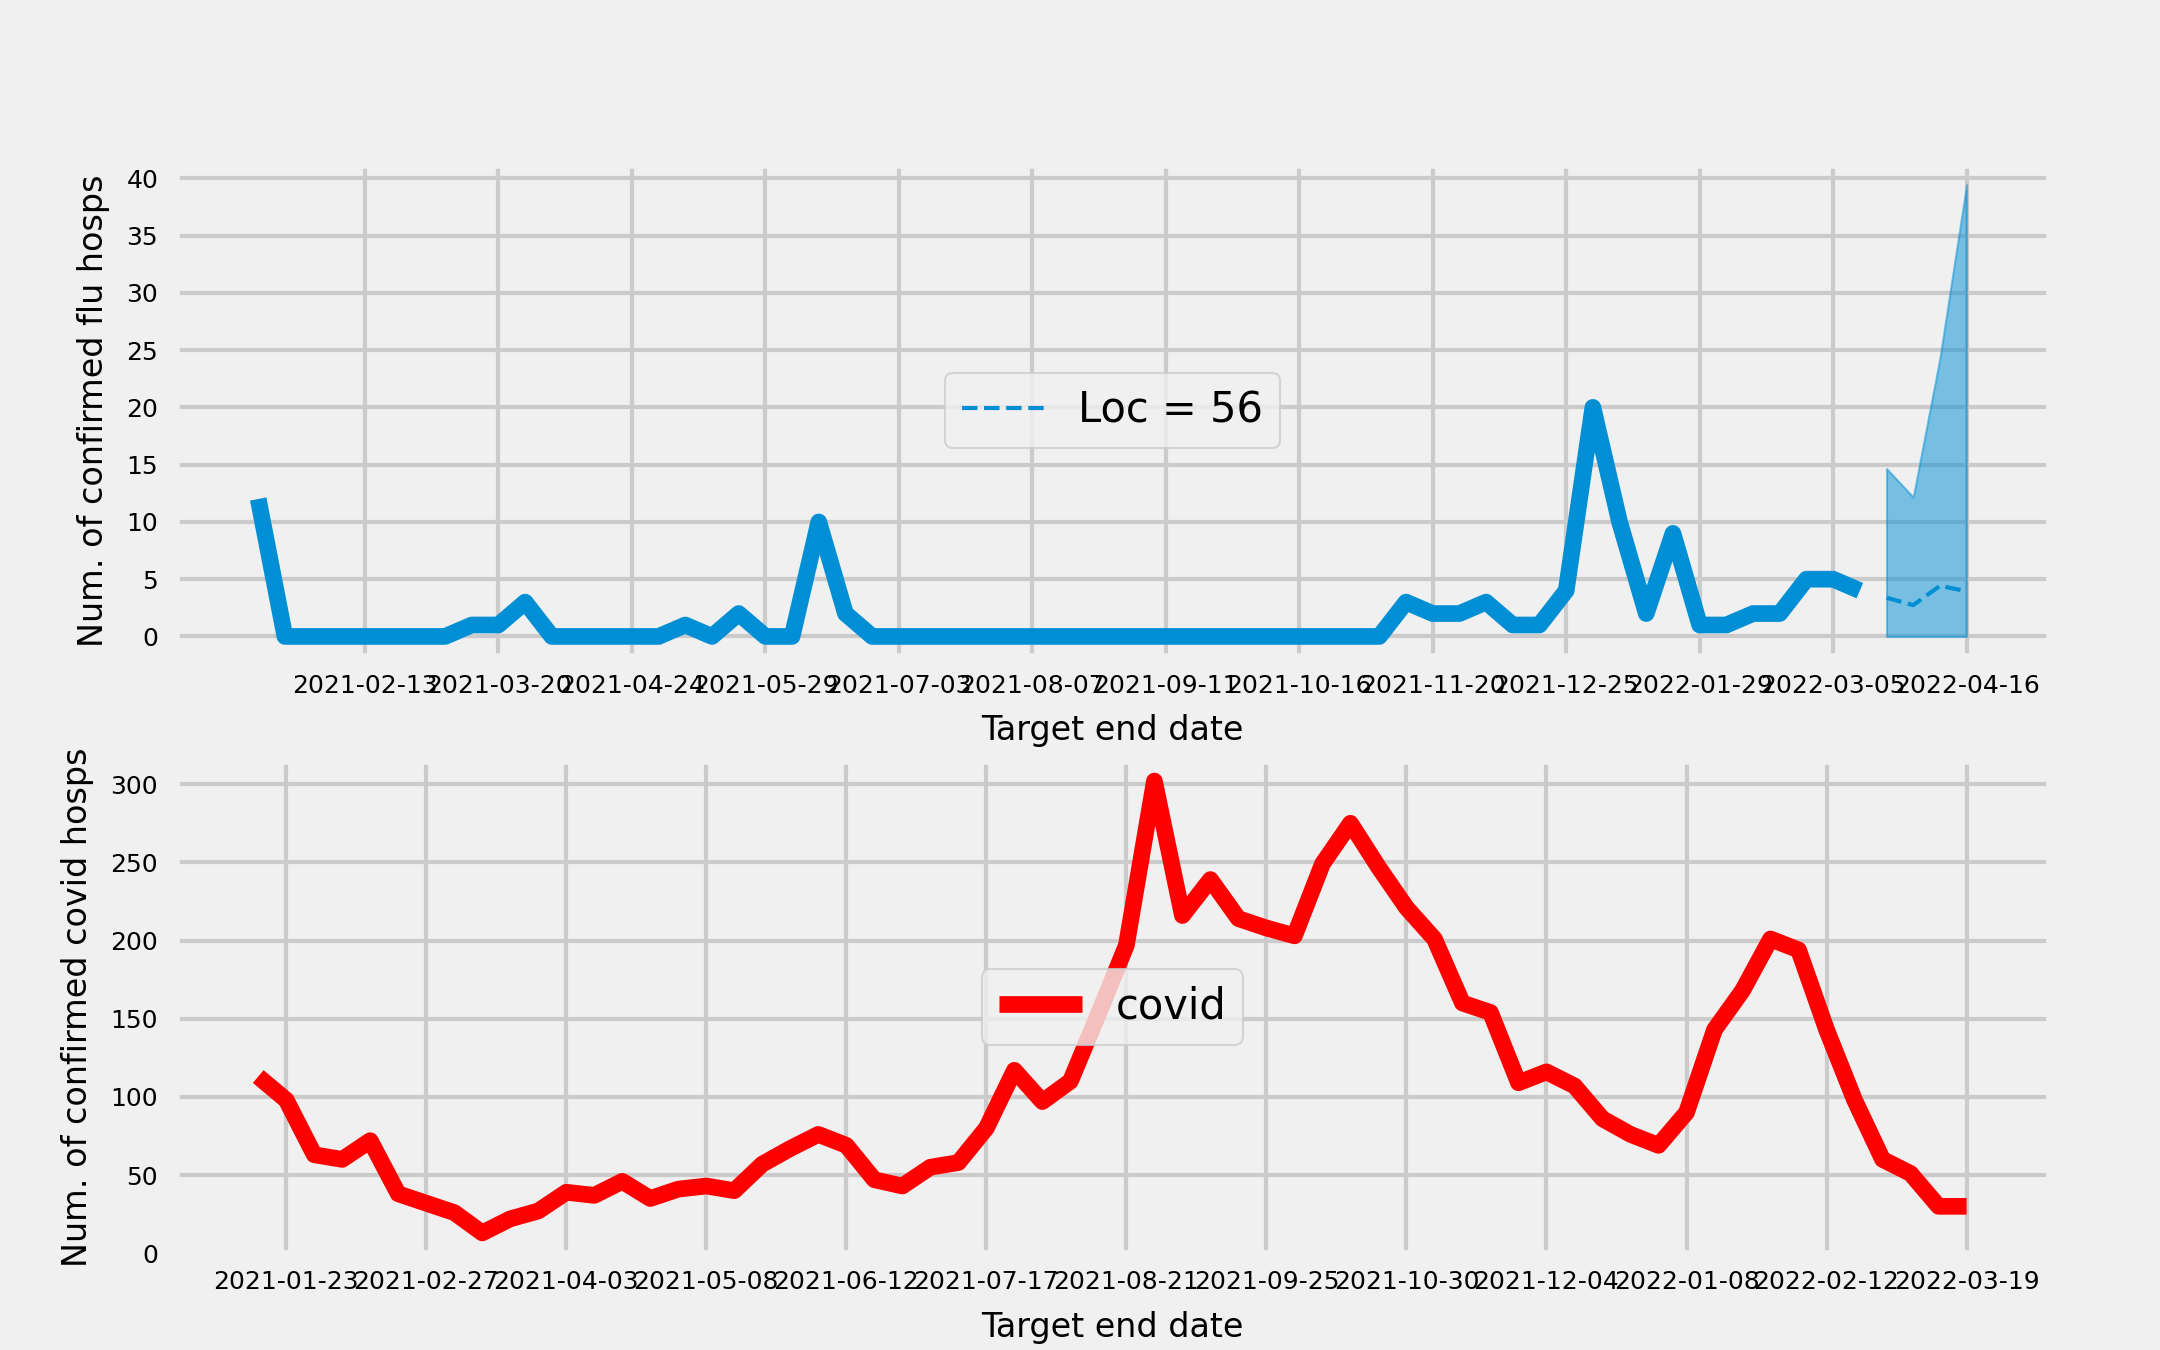 Num. of confirmed flu hosps
40
35
30
25
20
15
10
5
0
Loc = 56
2021-02-13 2021-03-20 2021-04-24 2021-05-29 2021-07-03 2021-08-07 2021-09-11 2021-10-16 2021-11-20 2021-12-25 2022-01-29 2022-03-05 2022-04-16
Target end date
Num. of confirmed covid hosps
300
250
200
150
100
50
0
covid
2021-01-23 2021-02-27 2021-04-03 2021-05-08 2021-06-12 2021-07-17 2021-08-21 2021-09-25 2021-10-30 2021-12-04 2022-01-08 2022-02-12 2022-03-19
Target end date